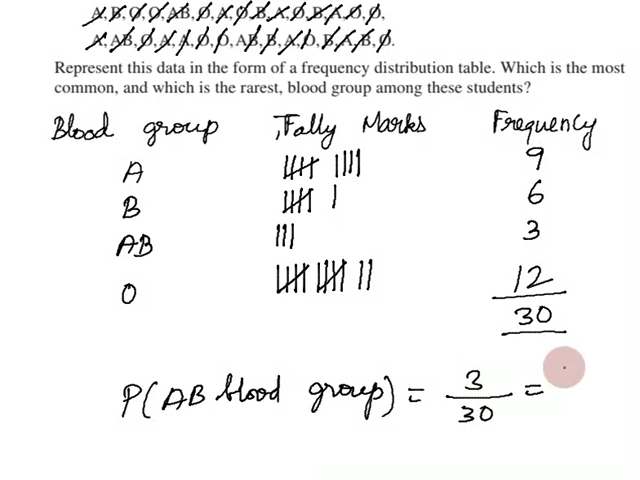 A, B, O, O, AB, O, A, O, B, A, O, B, A, O, O,
A, AB, O, A, A, O, O, AB, B, A, O, B, A, B, O.
Represent this data in the form of a frequency distribution table. Which is the most
common, and which is the rarest, blood group among these students?
Blood group Tally Marks Frequency
A 𝍸 |||| 9
B 𝍸 | 6
AB ||| 3
O 𝍸 𝍸 || 12
30
P(AB blood group) = 3/30 =